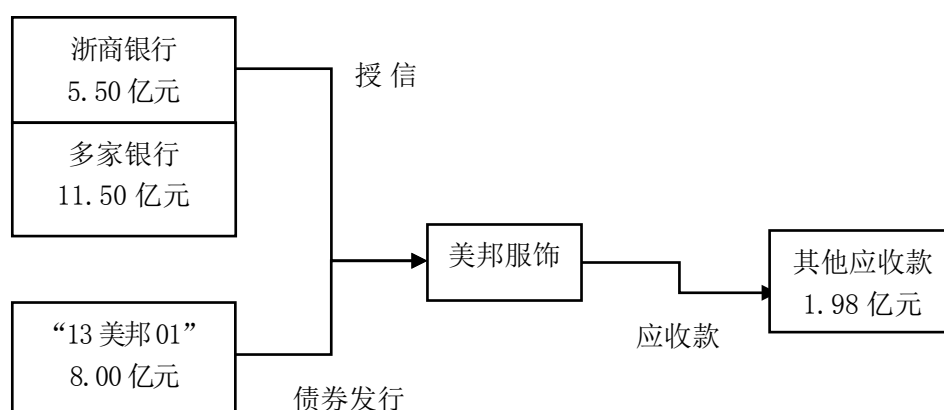 浙商银行
5.50亿元
授 信
多家银行
11.50 亿元
美邦服饰
其他应收款
1.98 亿元
“13 美邦 01”
8.00 亿元
应收款
债券发行